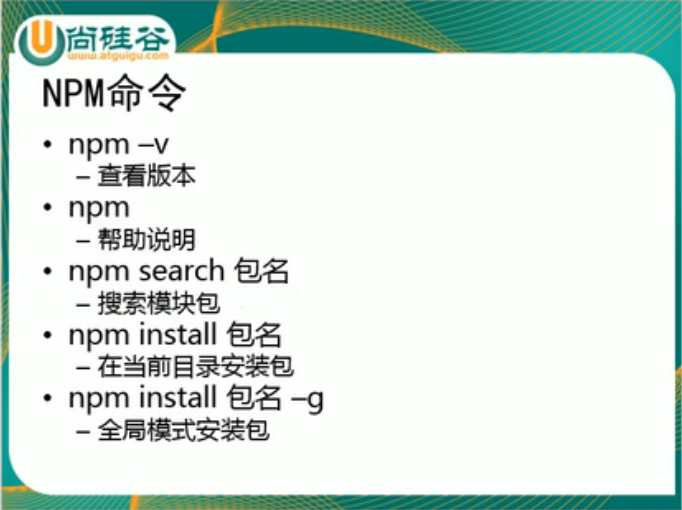 尚硅谷
www.atguigu.com
NPM命令
• npm –v
– 查看版本
• npm
– 帮助说明
• npm search 包名
– 搜索模块包
• npm install 包名
– 在当前目录安装包
• npm install 包名 –g
– 全局模式安装包